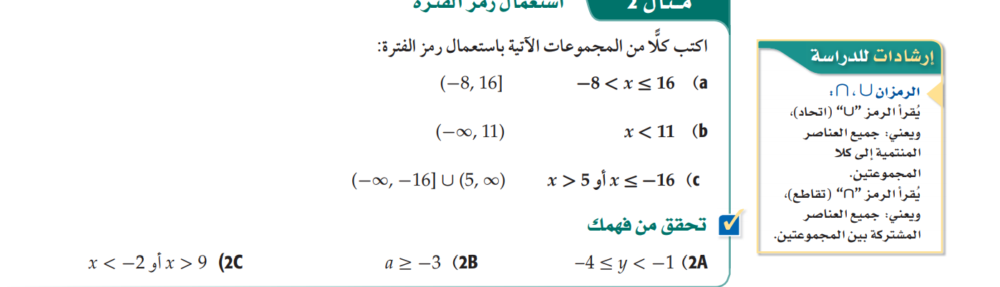 مثال 2 استعمال رمز الفترة
اكتب كلًّا من المجموعات الآتية باستعمال رمز الفترة:
(a −8 < x ≤ 16 (−8, 16]
(b x < 11 (−∞, 11)
(c x ≤ −16 أو x > 5 (−∞, −16] ∪ (5, ∞)
تحقق من فهمك
(2A −4 ≤ y < −1 (2B a ≥ −3 (2C x > 9 أو x < −2
إرشادات للدراسة
الرمزان ∪، ∩:
يُقرأ الرمز "∪" (اتحاد)،
ويعني: جميع العناصر
المنتمية إلى كلا
المجموعتين.
يُقرأ الرمز "∩" (تقاطع)،
ويعني: جميع العناصر
المشتركة بين المجموعتين.